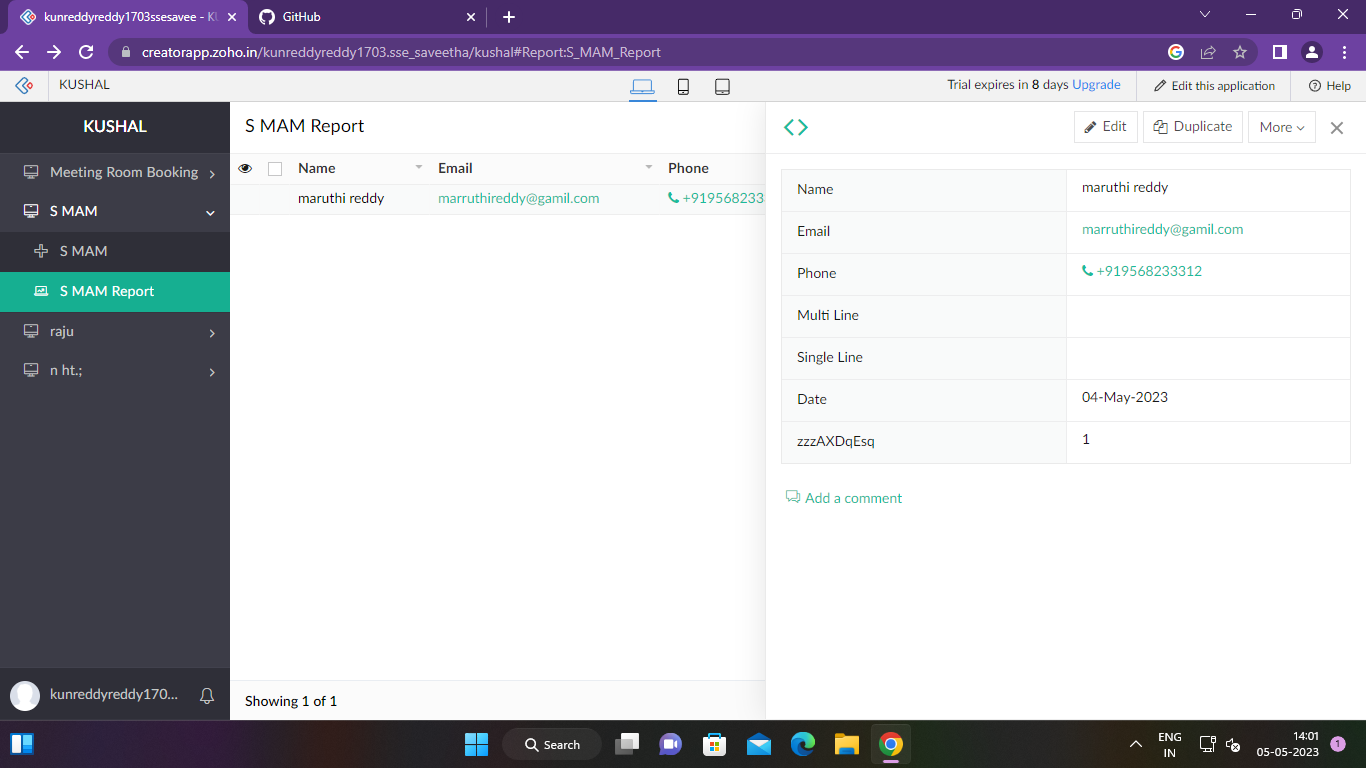 kunreddyreddy1703ssesavee - KU
GitHub
creatorapp.zoho.in/kunreddyreddy1703.sse_saveetha/kushal#Report:S_MAM_Report
KUSHAL
Trial expires in 8 days Upgrade
Edit this application
Help
KUSHAL
Meeting Room Booking
S MAM
S MAM
S MAM Report
raju
n ht.;
kunreddyreddy170...
S MAM Report
Name Email Phone
maruthi reddy marruthireddy@gamil.com +919568233
Showing 1 of 1
Edit
Duplicate
More
Name maruthi reddy
Email marruthireddy@gamil.com
Phone +919568233312
Multi Line
Single Line
Date 04-May-2023
zzzAXDqEsq 1
Add a comment
Search
ENG
IN
14:01
05-05-2023
1